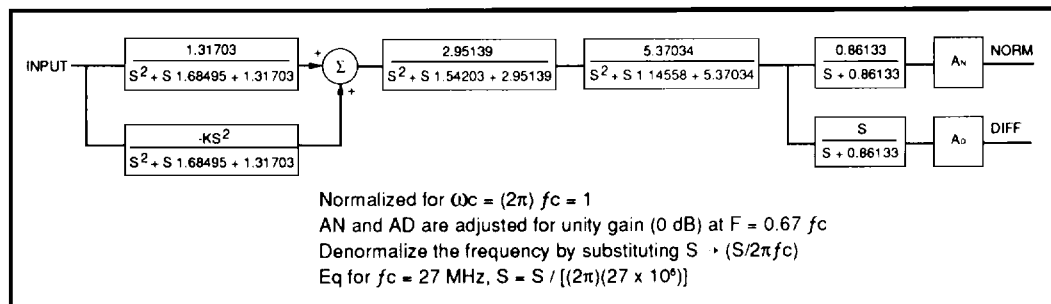 INPUT
1.31703
S² + S 1.68495 + 1.31703
-KS²
S² + S 1.68495 + 1.31703
+
Σ
+
2.95139
S² + S 1.54203 + 2.95139
5.37034
S² + S 1.14558 + 5.37034
0.86133
S + 0.86133
AN
NORM
S
S + 0.86133
AD
DIFF
Normalized for ωc = (2π) fc = 1
AN and AD are adjusted for unity gain (0 dB) at F = 0.67 fc
Denormalize the frequency by substituting S → (S/2πfc)
Eq for fc = 27 MHz, S = S / [(2π)(27 x 10⁶)]